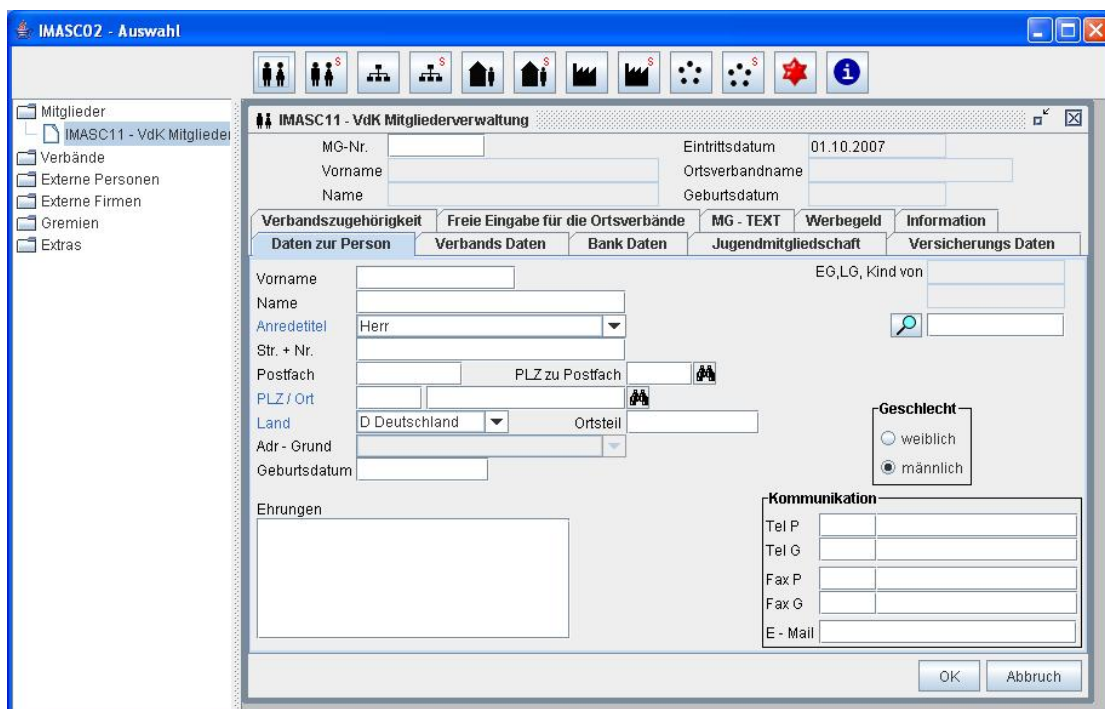 IMASC02 - Auswahl
S S S S S i
Mitglieder
IMASC11 - VdK Mitglieder
Verbände
Externe Personen
Externe Firmen
Gremien
Extras
IMASC11 - VdK Mitgliederverwaltung
MG-Nr. Eintrittsdatum 01.10.2007
Vorname Ortsverbandname
Name Geburtsdatum
Verbandszugehörigkeit Freie Eingabe für die Ortsverbände MG - TEXT Werbegeld Information
Daten zur Person Verbands Daten Bank Daten Jugendmitgliedschaft Versicherungs Daten
Vorname EG,LG, Kind von
Name
Anredetitel Herr
Str. + Nr.
Postfach PLZ zu Postfach
PLZ / Ort
Land D Deutschland Ortsteil
Adr - Grund
Geburtsdatum
Geschlecht
weiblich
männlich
Ehrungen
Kommunikation
Tel P
Tel G
Fax P
Fax G
E - Mail
OK Abbruch